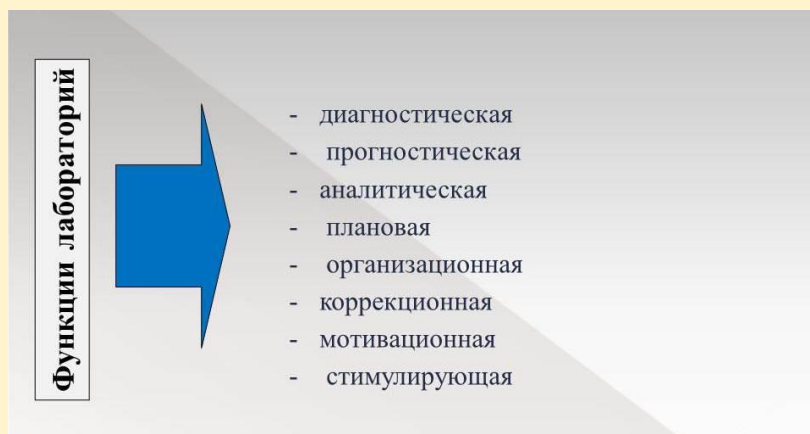 Функции лабораторий
- диагностическая
- прогностическая
- аналитическая
- плановая
- организационная
- коррекционная
- мотивационная
- стимулирующая